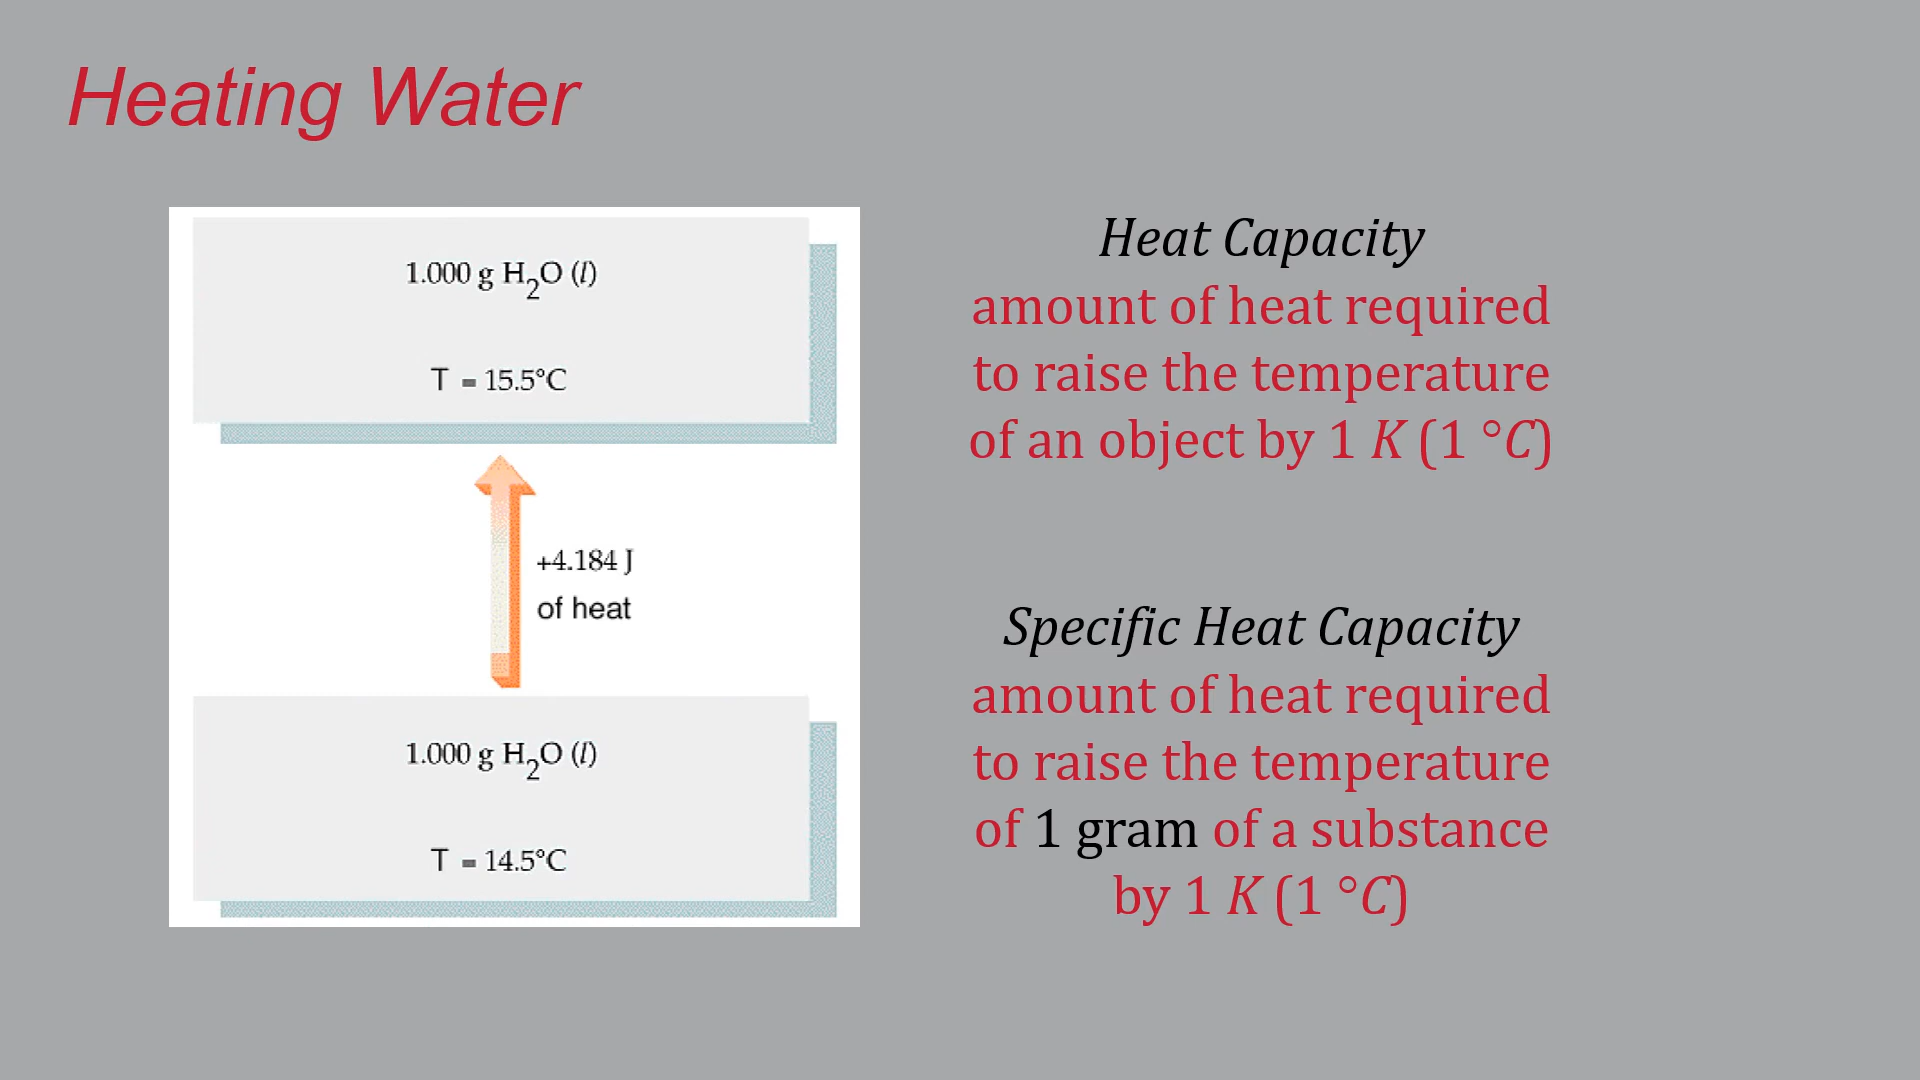 Heating Water
1.000 g H₂O (l)
T = 15.5°C
+4.184 J
of heat
1.000 g H₂O (l)
T = 14.5°C
Heat Capacity
amount of heat required
to raise the temperature
of an object by 1 K (1 °C)
Specific Heat Capacity
amount of heat required
to raise the temperature
of 1 gram of a substance
by 1 K (1 °C)